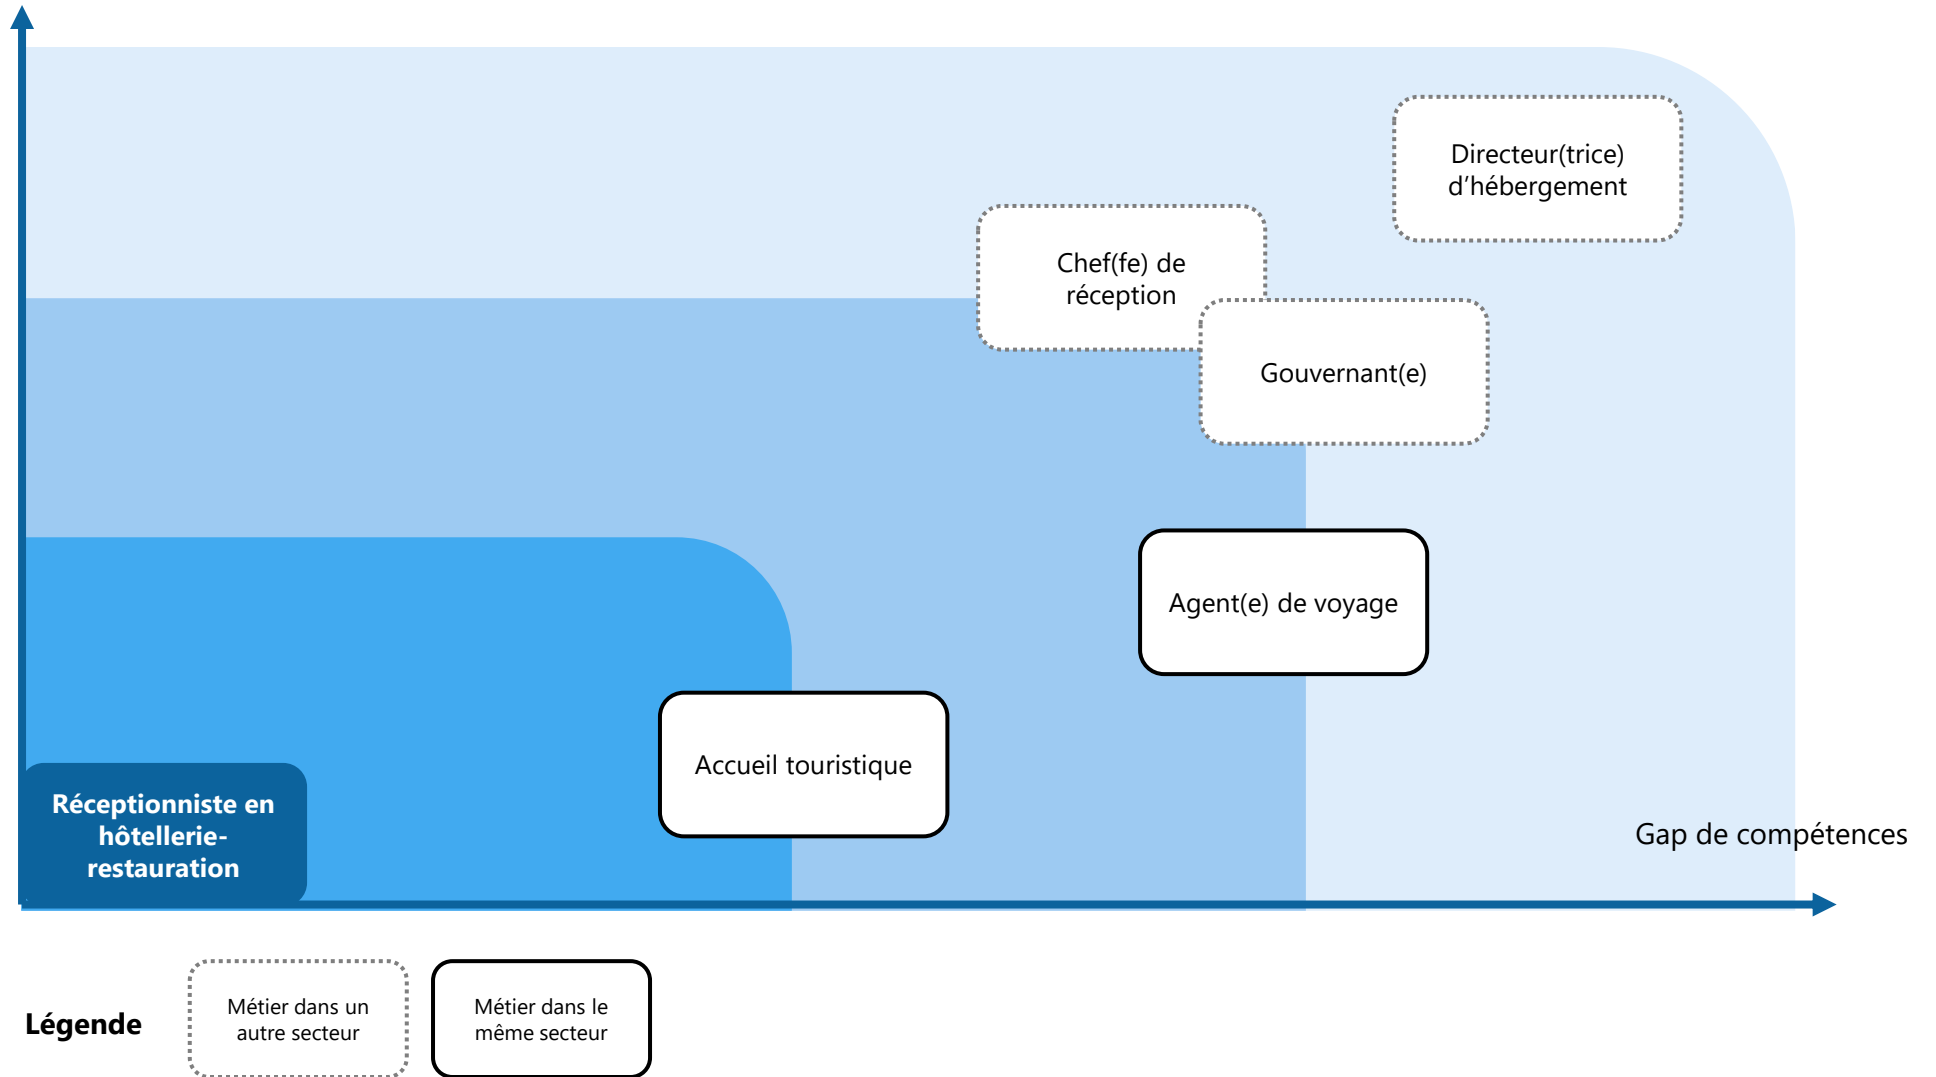 Directeur(trice)
d’hébergement
Chef(fe) de
réception
Gouvernant(e)
Agent(e) de voyage
Accueil touristique
Réceptionniste en
hôtellerie-
restauration
Gap de compétences
Légende
Métier dans un
autre secteur
Métier dans le
même secteur